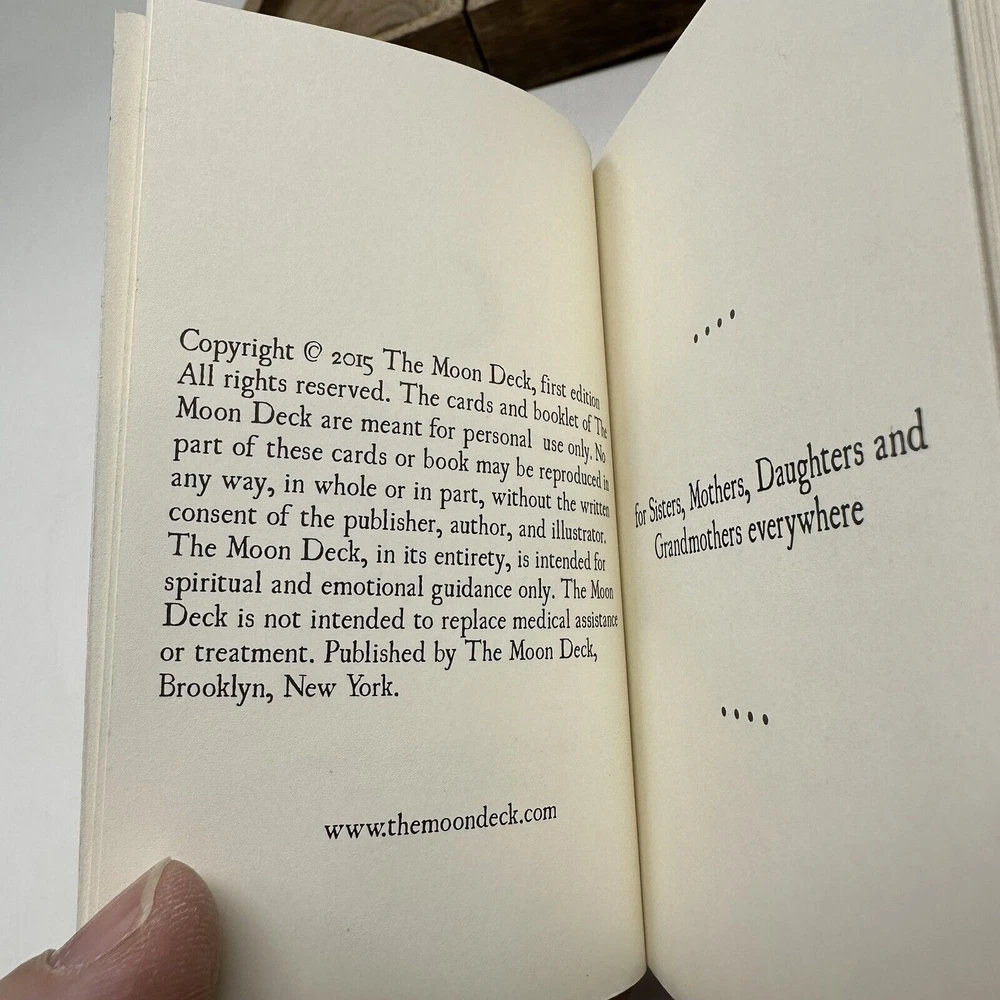 Copyright © 2015 The Moon Deck, first edition
All rights reserved. The cards and booklet of The
Moon Deck are meant for personal use only. No
part of these cards or book may be reproduced in
any way, in whole or in part, without the written
consent of the publisher, author, and illustrator.
The Moon Deck, in its entirety, is intended for
spiritual and emotional guidance only. The Moon
Deck is not intended to replace medical assistance
or treatment. Published by The Moon Deck,
Brooklyn, New York.
www.themoondeck.com
....
for Sisters, Mothers, Daughters and
Grandmothers everywhere
....